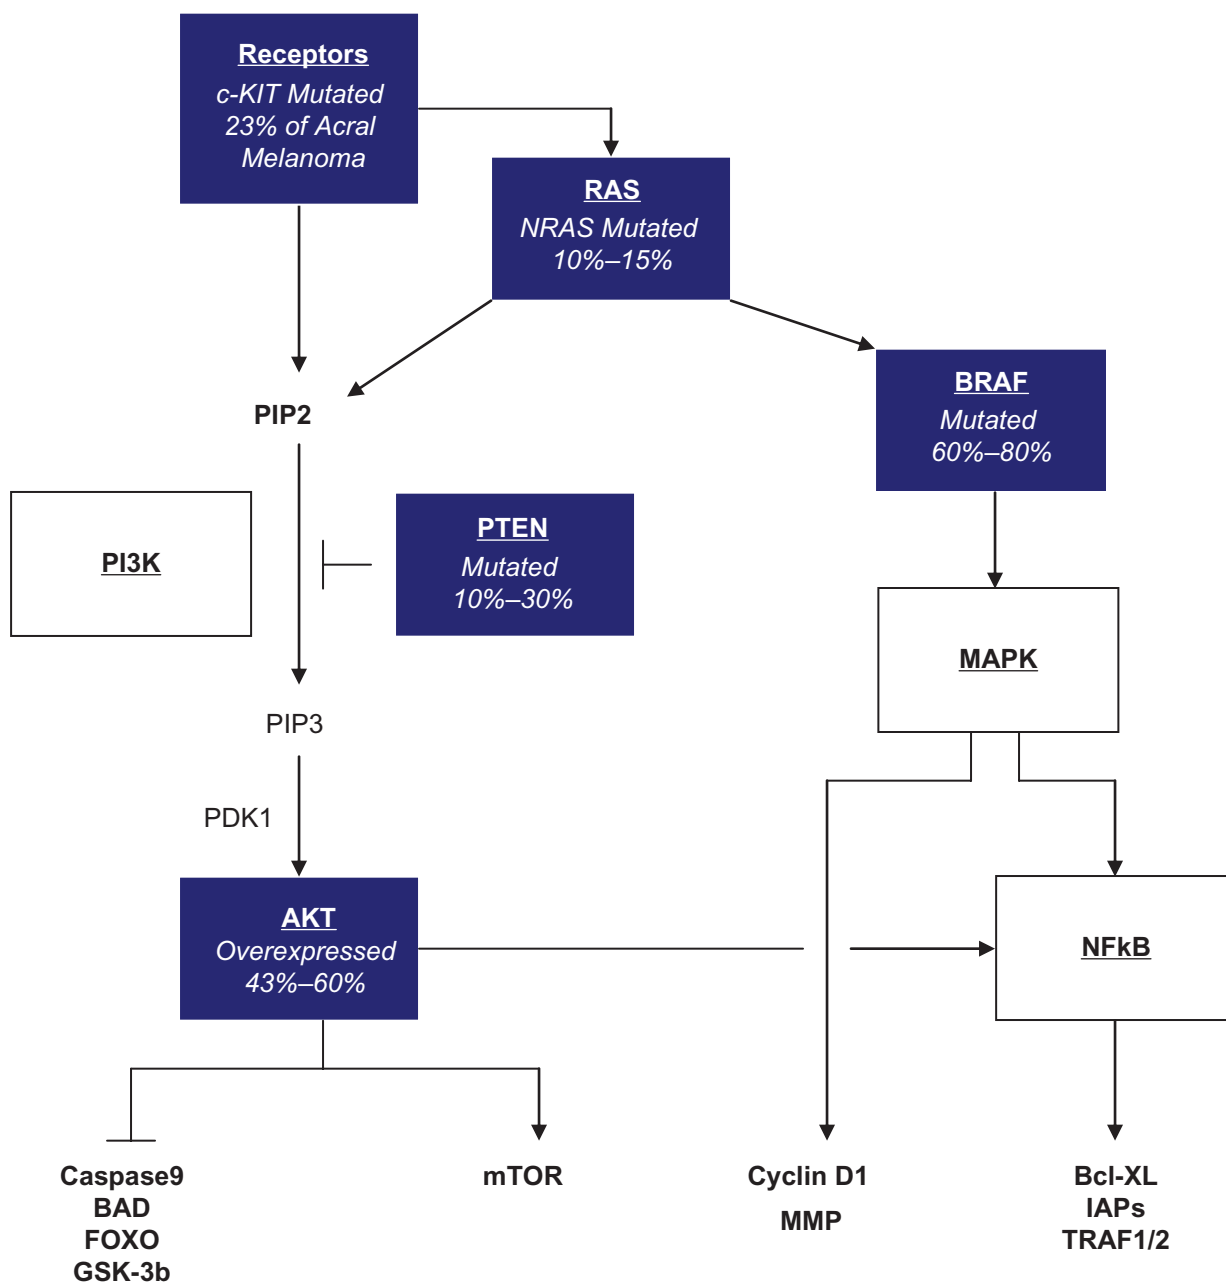 Receptors
c-KIT Mutated
23% of Acral
Melanoma
RAS
NRAS Mutated
10%–15%
BRAF
Mutated
60%–80%
PIP2
PI3K
PTEN
Mutated
10%–30%
MAPK
PIP3
PDK1
AKT
Overexpressed
43%–60%
NFkB
Caspase9
BAD
FOXO
GSK-3b
mTOR
Cyclin D1
MMP
Bcl-XL
IAPs
TRAF1/2